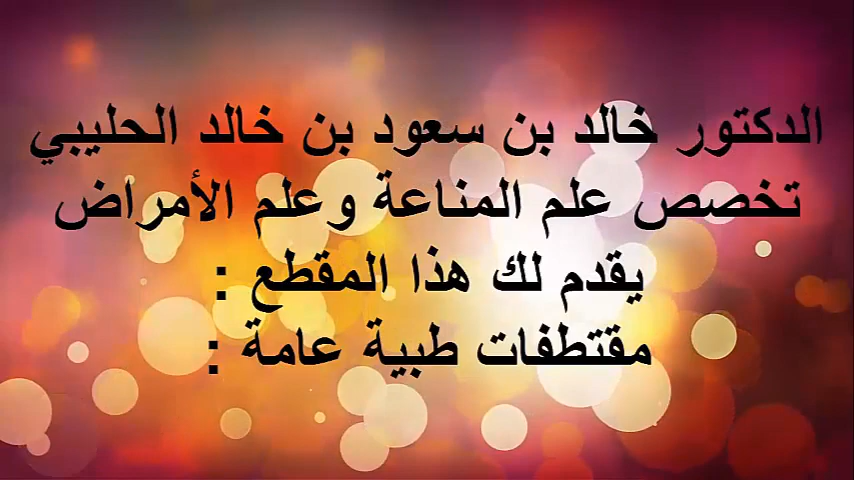 الدكتور خالد بن سعود بن خالد الحليبي
تخصص علم المناعة وعلم الأمراض
يقدم لك هذا المقطع :
مقتطفات طبية عامة :